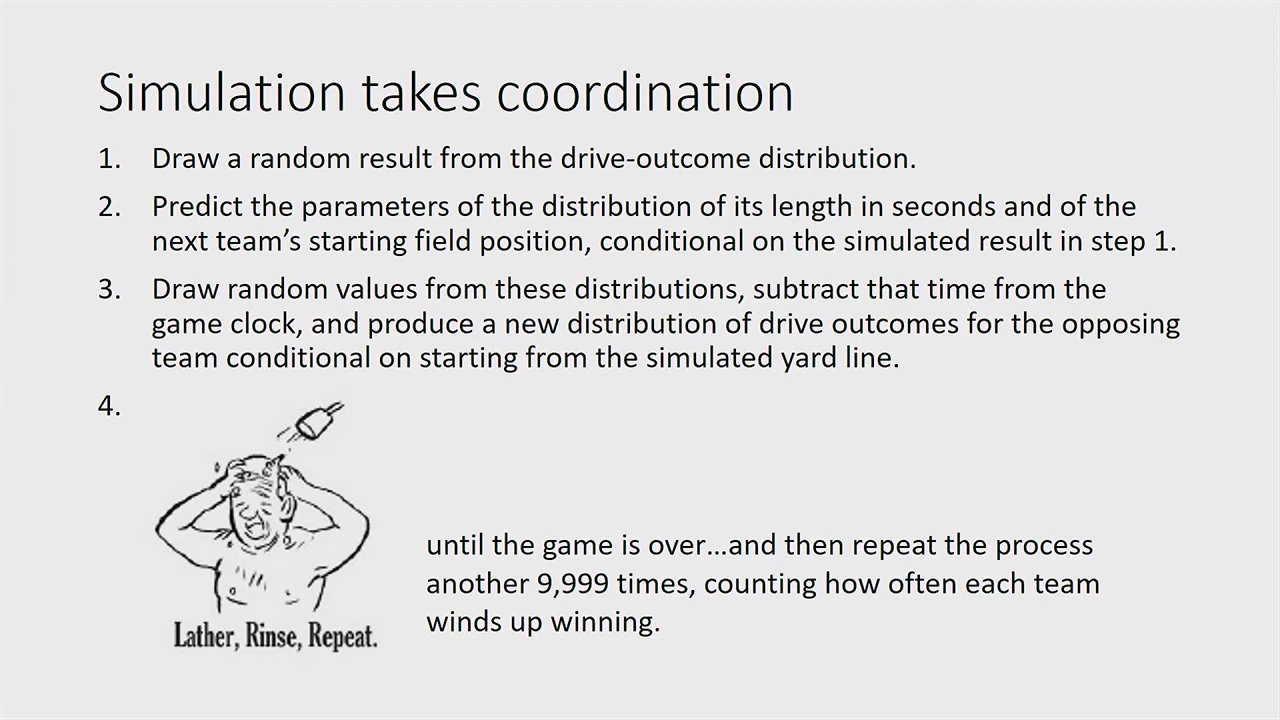 Simulation takes coordination
1. Draw a random result from the drive-outcome distribution.
2. Predict the parameters of the distribution of its length in seconds and of the
next team's starting field position, conditional on the simulated result in step 1.
3. Draw random values from these distributions, subtract that time from the
game clock, and produce a new distribution of drive outcomes for the opposing
team conditional on starting from the simulated yard line.
4.
Lather, Rinse, Repeat.
until the game is over...and then repeat the process
another 9,999 times, counting how often each team
winds up winning.